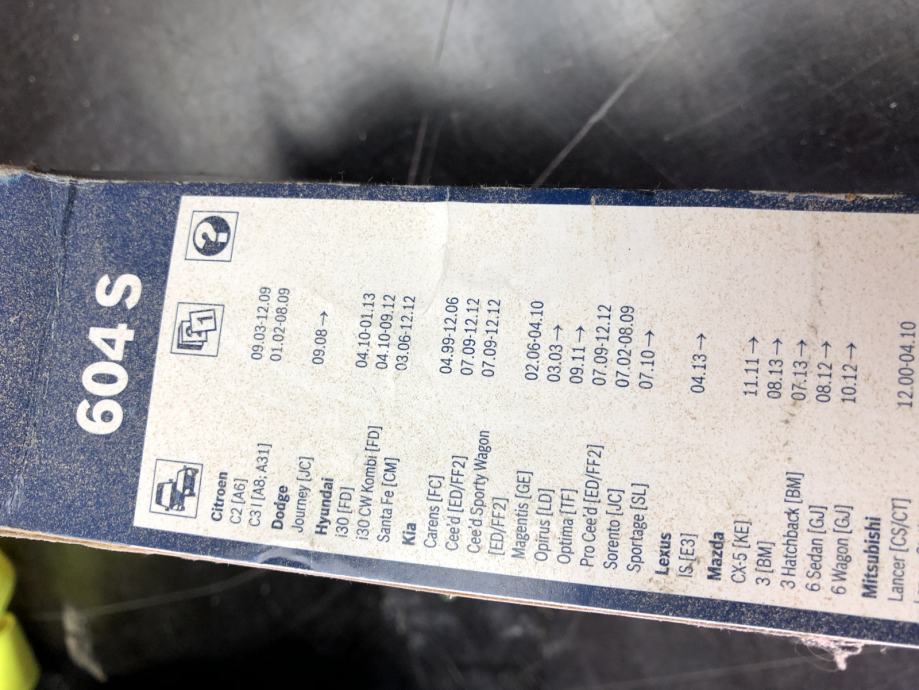 604 S
Citroen
C2 [A6] 09.03-12.09
C3 I [A8; A31] 01.02-08.09
Dodge
Journey [JC] 09.08 →
Hyundai
i30 [FD] 04.10-01.13
i30 CW Kombi [FD] 04.10-09.12
Santa Fe [CM] 03.06-12.12
Kia
Carens [FC] 04.99-12.06
Cee'd [ED/FF2] 07.09-12.12
Cee'd Sporty Wagon 07.09-12.12
[ED/FF2]
Magentis [GE] 02.06-04.10
Opirus [LD] 03.03 →
Optima [TF] 09.11 →
Pro Cee'd [ED/FF2] 07.09-12.12
Sorento [JC] 07.02-08.09
Sportage [SL] 07.10 →
Lexus
IS [E3] 04.13 →
Mazda
CX-5 [KE] 11.11 →
3 [BM] 08.13 →
3 Hatchback [BM] 07.13 →
6 Sedan [GJ] 08.12 →
6 Wagon [GJ] 10.12 →
Mitsubishi
Lancer [CS/CT] 12.00-04.10